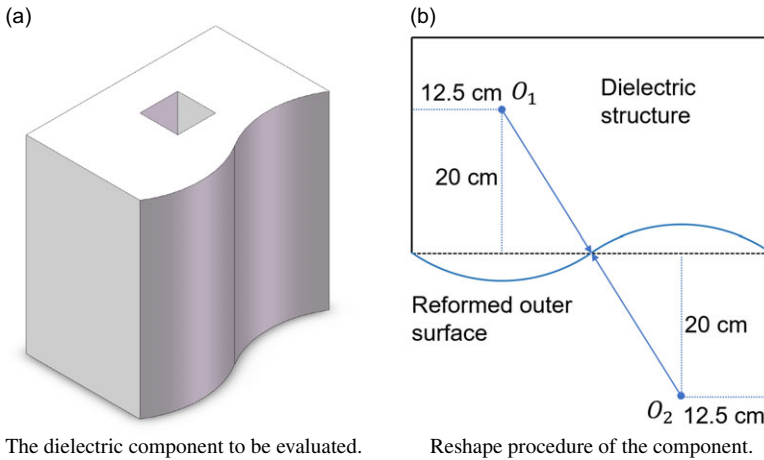 (a)
(b)
12.5 cm O₁
Dielectric
structure
20 cm
Reformed outer
surface
20 cm
O₂ 12.5 cm
The dielectric component to be evaluated.
Reshape procedure of the component.